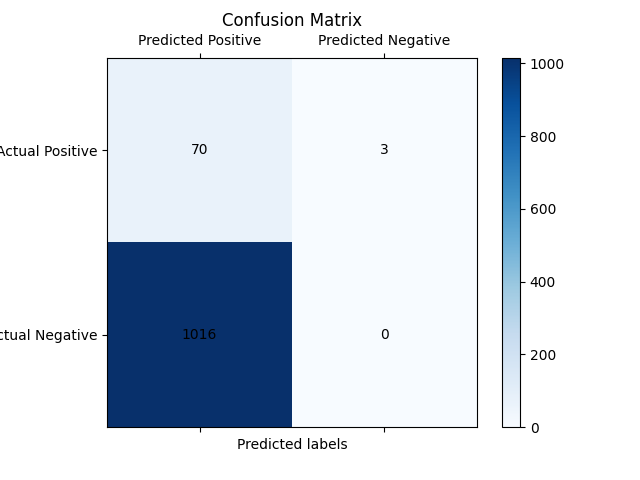 Confusion Matrix
Predicted Positive Predicted Negative
Actual Positive 70 3
ctual Negative 1016 0
Predicted labels
1000
800
600
400
200
0